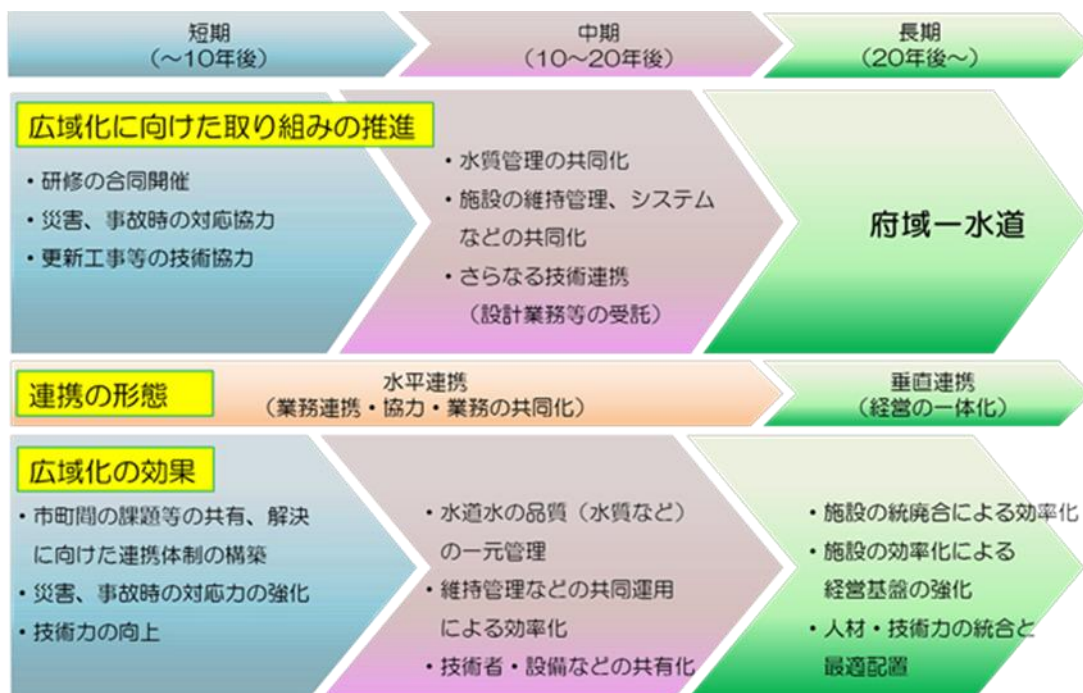 短期
（～10年後）
中期
（10～20年後）
長期
（20年後～）
広域化に向けた取り組みの推進
・研修の合同開催
・災害、事故時の対応協力
・更新工事等の技術協力
・水質管理の共同化
・施設の維持管理、システム
などの共同化
・さらなる技術連携
（設計業務等の受託）
府域一水道
連携の形態
水平連携
（業務連携・協力・業務の共同化）
垂直連携
（経営の一体化）
広域化の効果
・市町間の課題等の共有、解決
に向けた連携体制の構築
・災害、事故時の対応力の強化
・技術力の向上
・水道水の品質（水質など）
の一元管理
・維持管理などの共同運用
による効率化
・技術者・設備などの共有化
・施設の統廃合による効率化
・施設の効率化による
経営基盤の強化
・人材・技術力の統合と
最適配置